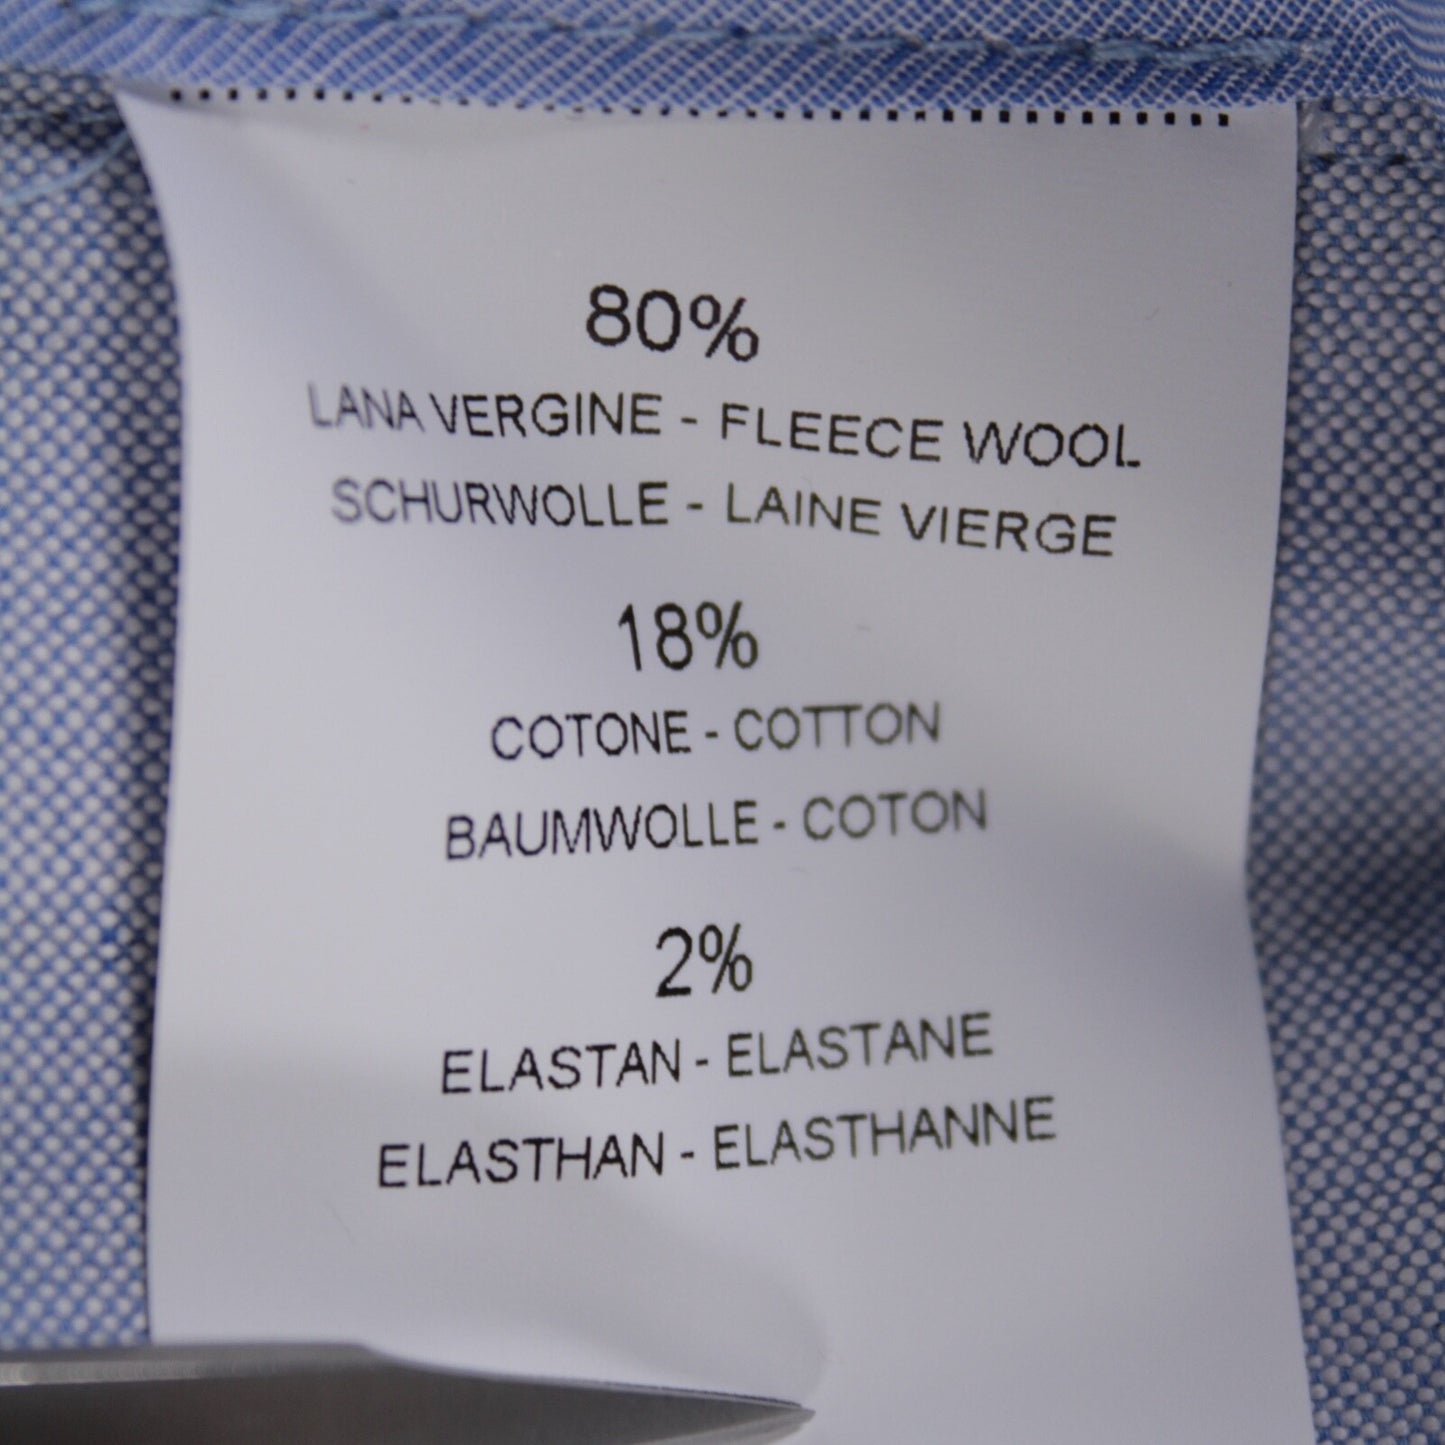 80%
LANA VERGINE - FLEECE WOOL
SCHURWOLLE - LAINE VIERGE
18%
COTONE - COTTON
BAUMWOLLE - COTON
2%
ELASTAN - ELASTANE
ELASTHAN - ELASTHANNE